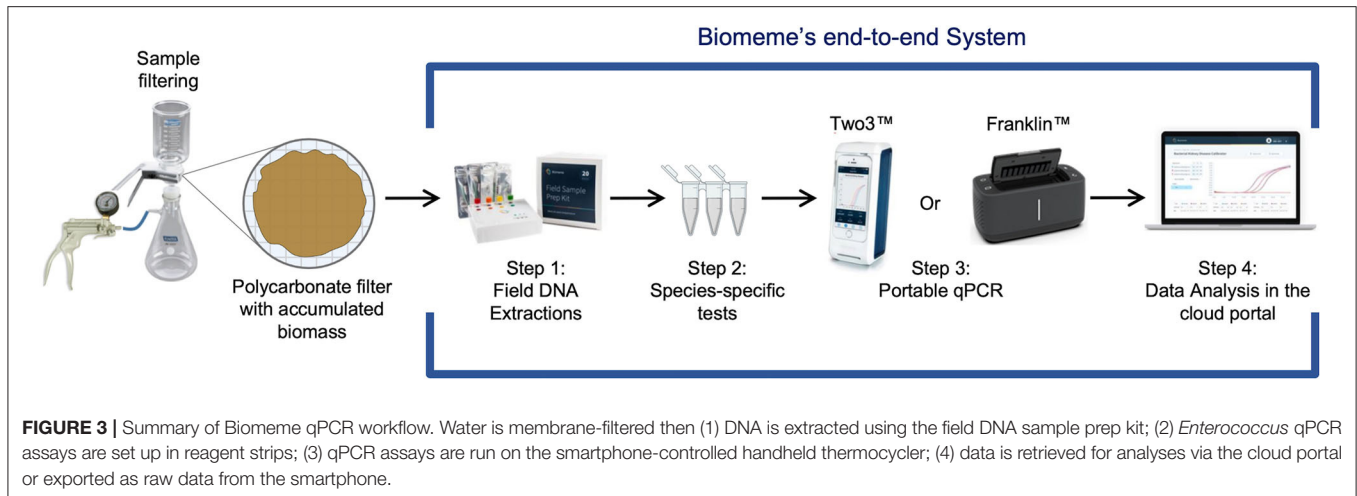 Biomeme's end-to-end System
Sample
filtering
Polycarbonate filter
with accumulated
biomass
Field Sample
Prep Kit
20
Step 1:
Field DNA
Extractions
Step 2:
Species-specific
tests
Two3™
Or
Franklin™
Step 3:
Portable qPCR
Step 4:
Data Analysis in the
cloud portal
FIGURE 3 | Summary of Biomeme qPCR workflow. Water is membrane-filtered then (1) DNA is extracted using the field DNA sample prep kit; (2) Enterococcus qPCR
assays are set up in reagent strips; (3) qPCR assays are run on the smartphone-controlled handheld thermocycler; (4) data is retrieved for analyses via the cloud portal
or exported as raw data from the smartphone.